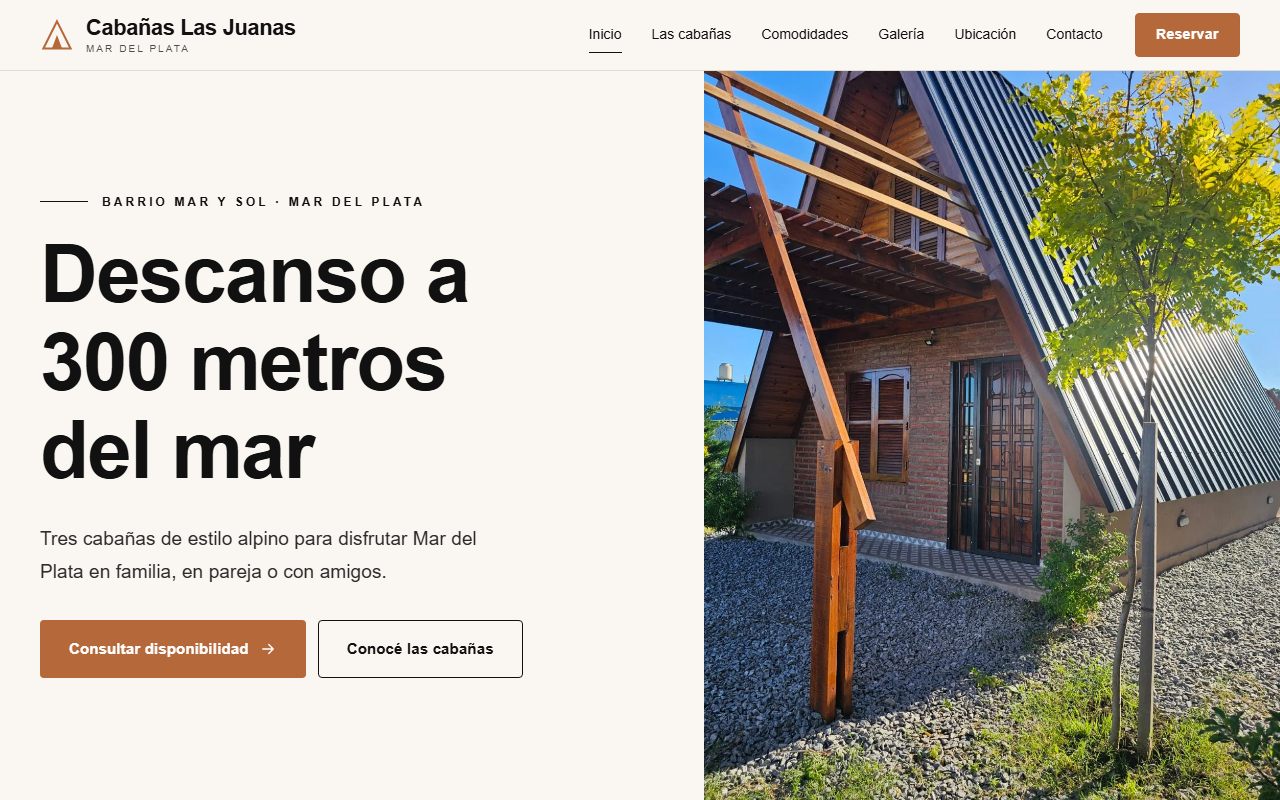 Cabañas Las Juanas
MAR DEL PLATA
Inicio
Las cabañas
Comodidades
Galería
Ubicación
Contacto
Reservar
BARRIO MAR Y SOL · MAR DEL PLATA
Descanso a
300 metros
del mar
Tres cabañas de estilo alpino para disfrutar Mar del
Plata en familia, en pareja o con amigos.
Consultar disponibilidad →
Conocé las cabañas